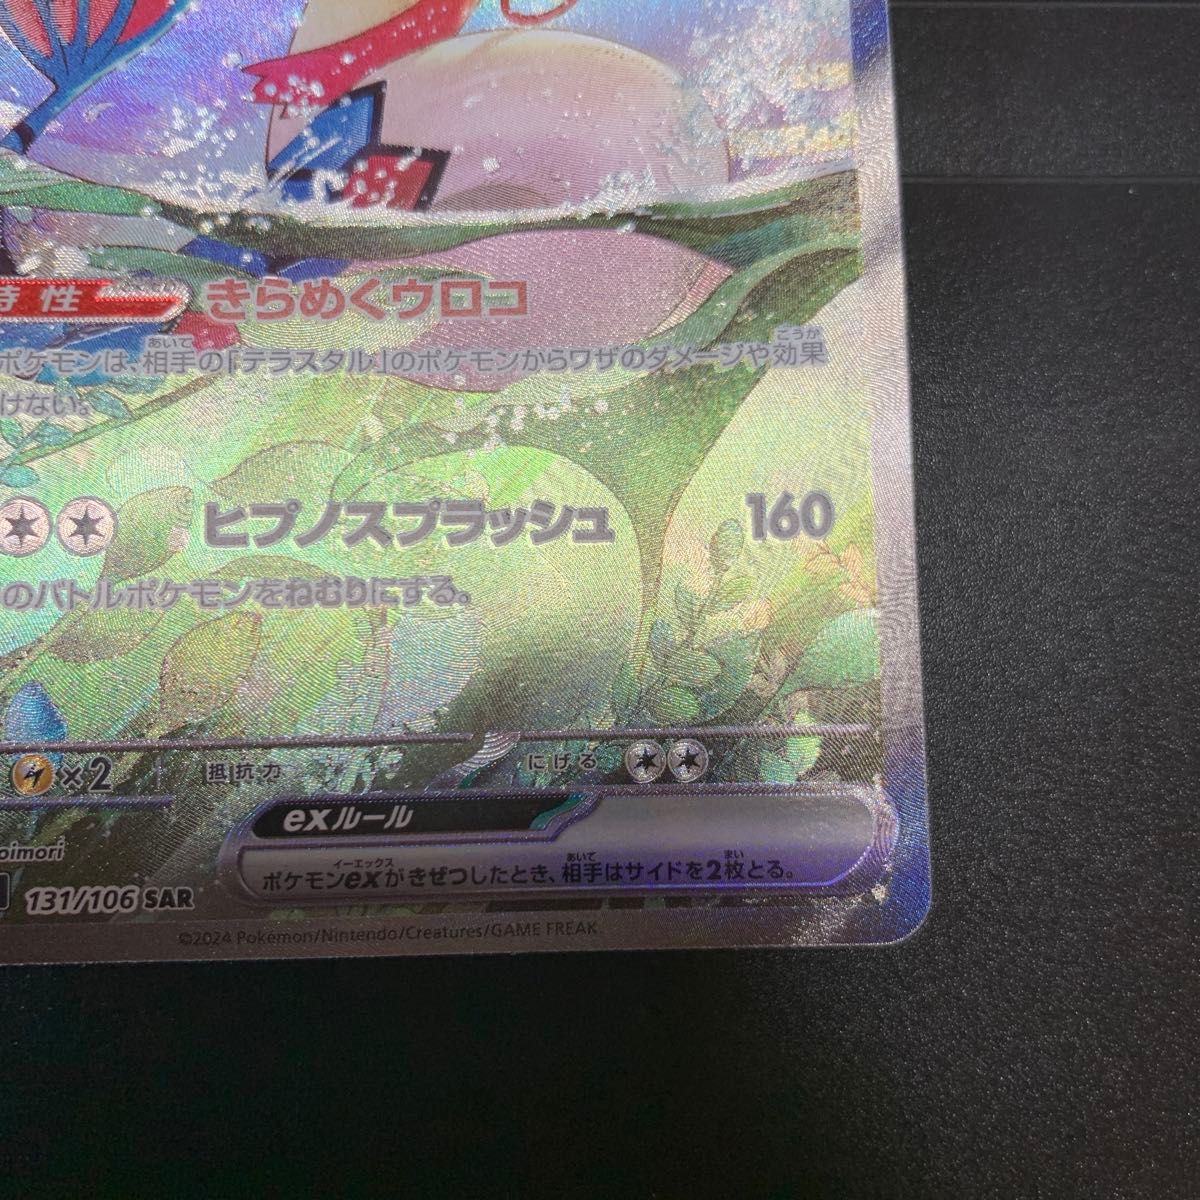 特性 きらめくウロコ
ポケモンは、相手の「テラスタル」のポケモンからワザのダメージや効果
けない。
ヒプノスプラッシュ 160
のバトルポケモンをねむりにする。
×2 抵抗力 にげる
exルール
ポケモンexがきぜつしたとき、相手はサイドを2枚とる。
oimori
131/106 SAR
©2024 Pokémon/Nintendo/Creatures/GAME FREAK